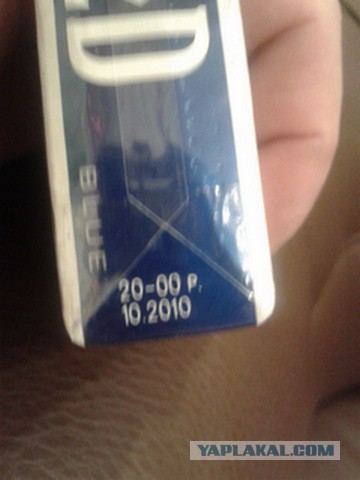 D
BLUE
20=00 Р.
10.2010
YAPLAKAL.COM